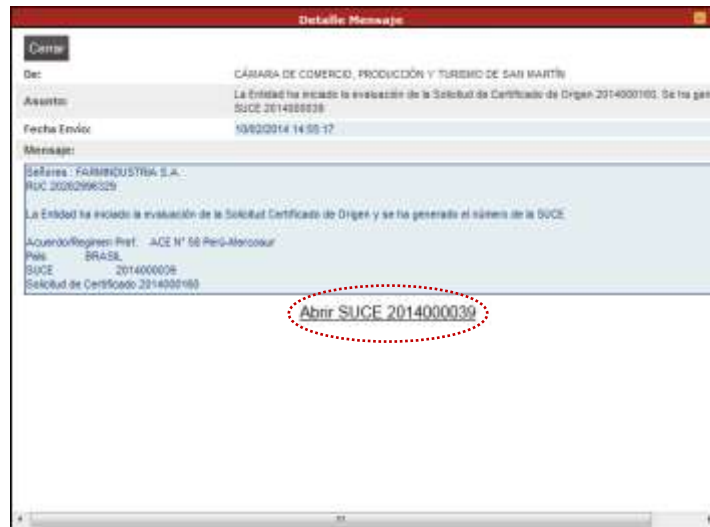 Detalle Mensaje
Cerrar
De: CÁMARA DE COMERCIO, PRODUCCIÓN Y TURISMO DE SAN MARTÍN
Asunto: La Entidad ha iniciado la evaluación de la Solicitud de Certificado de Origen 2014000160. Se ha gen
SUCE 2014000039
Fecha Envío: 10/02/2014 14:55:17
Mensaje:
Señores : FARMINDUSTRIA S.A.
RUC 20262996329
La Entidad ha iniciado la evaluación de la Solicitud Certificado de Origen y se ha generado el número de la SUCE
Acuerdo/Regimen Pref. ACE N° 58 Perú-Mercosur
País BRASIL
SUCE 2014000039
Solicitud de Certificado 2014000160
Abrir SUCE 2014000039